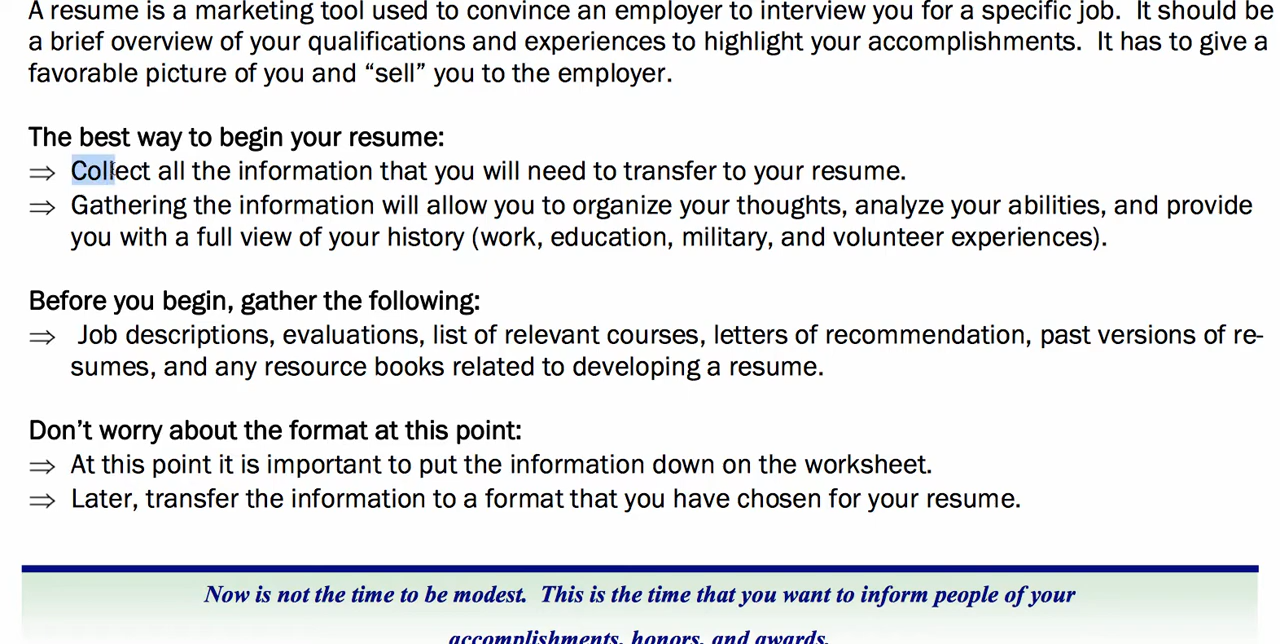 A resume is a marketing tool used to convince an employer to interview you for a specific job. It should be
a brief overview of your qualifications and experiences to highlight your accomplishments. It has to give a
favorable picture of you and “sell” you to the employer.
The best way to begin your resume:
⇒ Collect all the information that you will need to transfer to your resume.
⇒ Gathering the information will allow you to organize your thoughts, analyze your abilities, and provide
you with a full view of your history (work, education, military, and volunteer experiences).
Before you begin, gather the following:
⇒ Job descriptions, evaluations, list of relevant courses, letters of recommendation, past versions of re-
sumes, and any resource books related to developing a resume.
Don’t worry about the format at this point:
⇒ At this point it is important to put the information down on the worksheet.
⇒ Later, transfer the information to a format that you have chosen for your resume.
Now is not the time to be modest. This is the time that you want to inform people of your
accomplishments, honors, and awards.